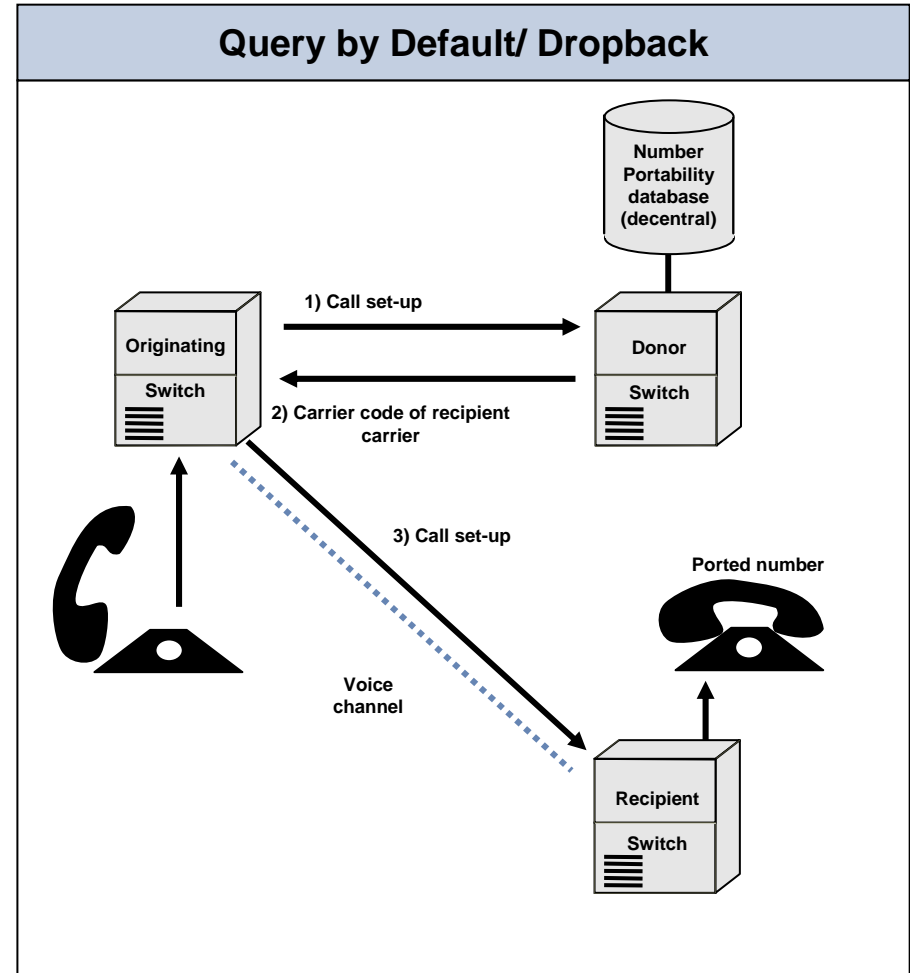 Query by Default/ Dropback
Number
Portability
database
(decentral)
1) Call set-up
Originating
Switch
Donor
Switch
2) Carrier code of recipient
carrier
3) Call set-up
Ported number
Voice
channel
Recipient
Switch